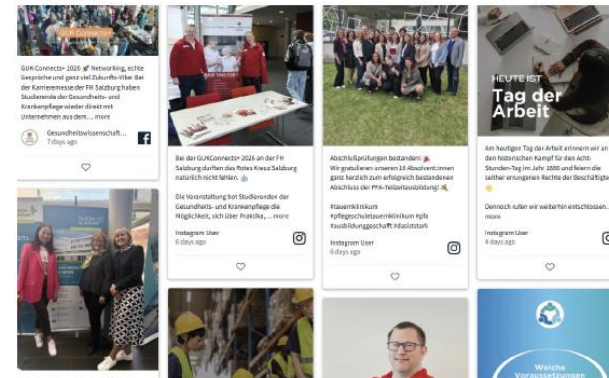 GUK-Connects+
GUK-Connects+ 2026 🚀 Networking, echte
Gespräche und ganz viel Zukunfts-Vibe: Bei
der Karrieremesse der FH Salzburg haben
Studierende der Gesundheits- und
Krankenpflege wieder direkt mit
Unternehmen aus dem... more
Gesundheitswissenschaft...
7 days ago
Bei der GUKConnects+ 2026 an der FH
Salzburg durften das Rotes Kreuz Salzburg
natürlich nicht fehlen.
Die Veranstaltung bot Studierenden der
Gesundheits- und Krankenpflege die
Möglichkeit, sich über Praktika,... more
Instagram User
6 days ago
Abschlußprüfungen bestanden! 🎉
Wir gratulieren unseren 16 Absolvent:innen
ganz herzlich zum erfolgreich bestandenen
Abschluss der PFA-Teilzeitausbildung!
#tauernklinikum
#pflegeschuletauernklinikum #pfa
#ausbildunggeschafft #dasiststark
Instagram User
6 days ago
HEUTE IST
Tag der
Arbeit
Am heutigen Tag der Arbeit erinnern wir an
den historischen Kampf für den Acht-
Stunden-Tag im Jahr 1886 und feiern die
seither errungenen Rechte der Beschäftigte
Dennoch rufen wir weiterhin entschlossen...
more
Instagram User
8 days ago
Welche
Voraussetzungen